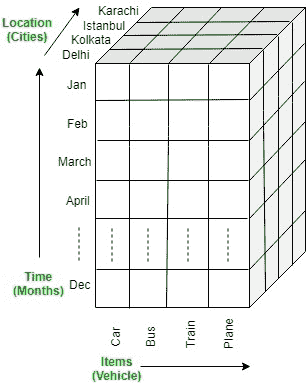 Location
(Cities)
Karachi
Istanbul
Kolkata
Delhi
Jan
Feb
March
April
Dec
Time
(Months)
Car
Bus
Train
Plane
Items
(Vehicle)